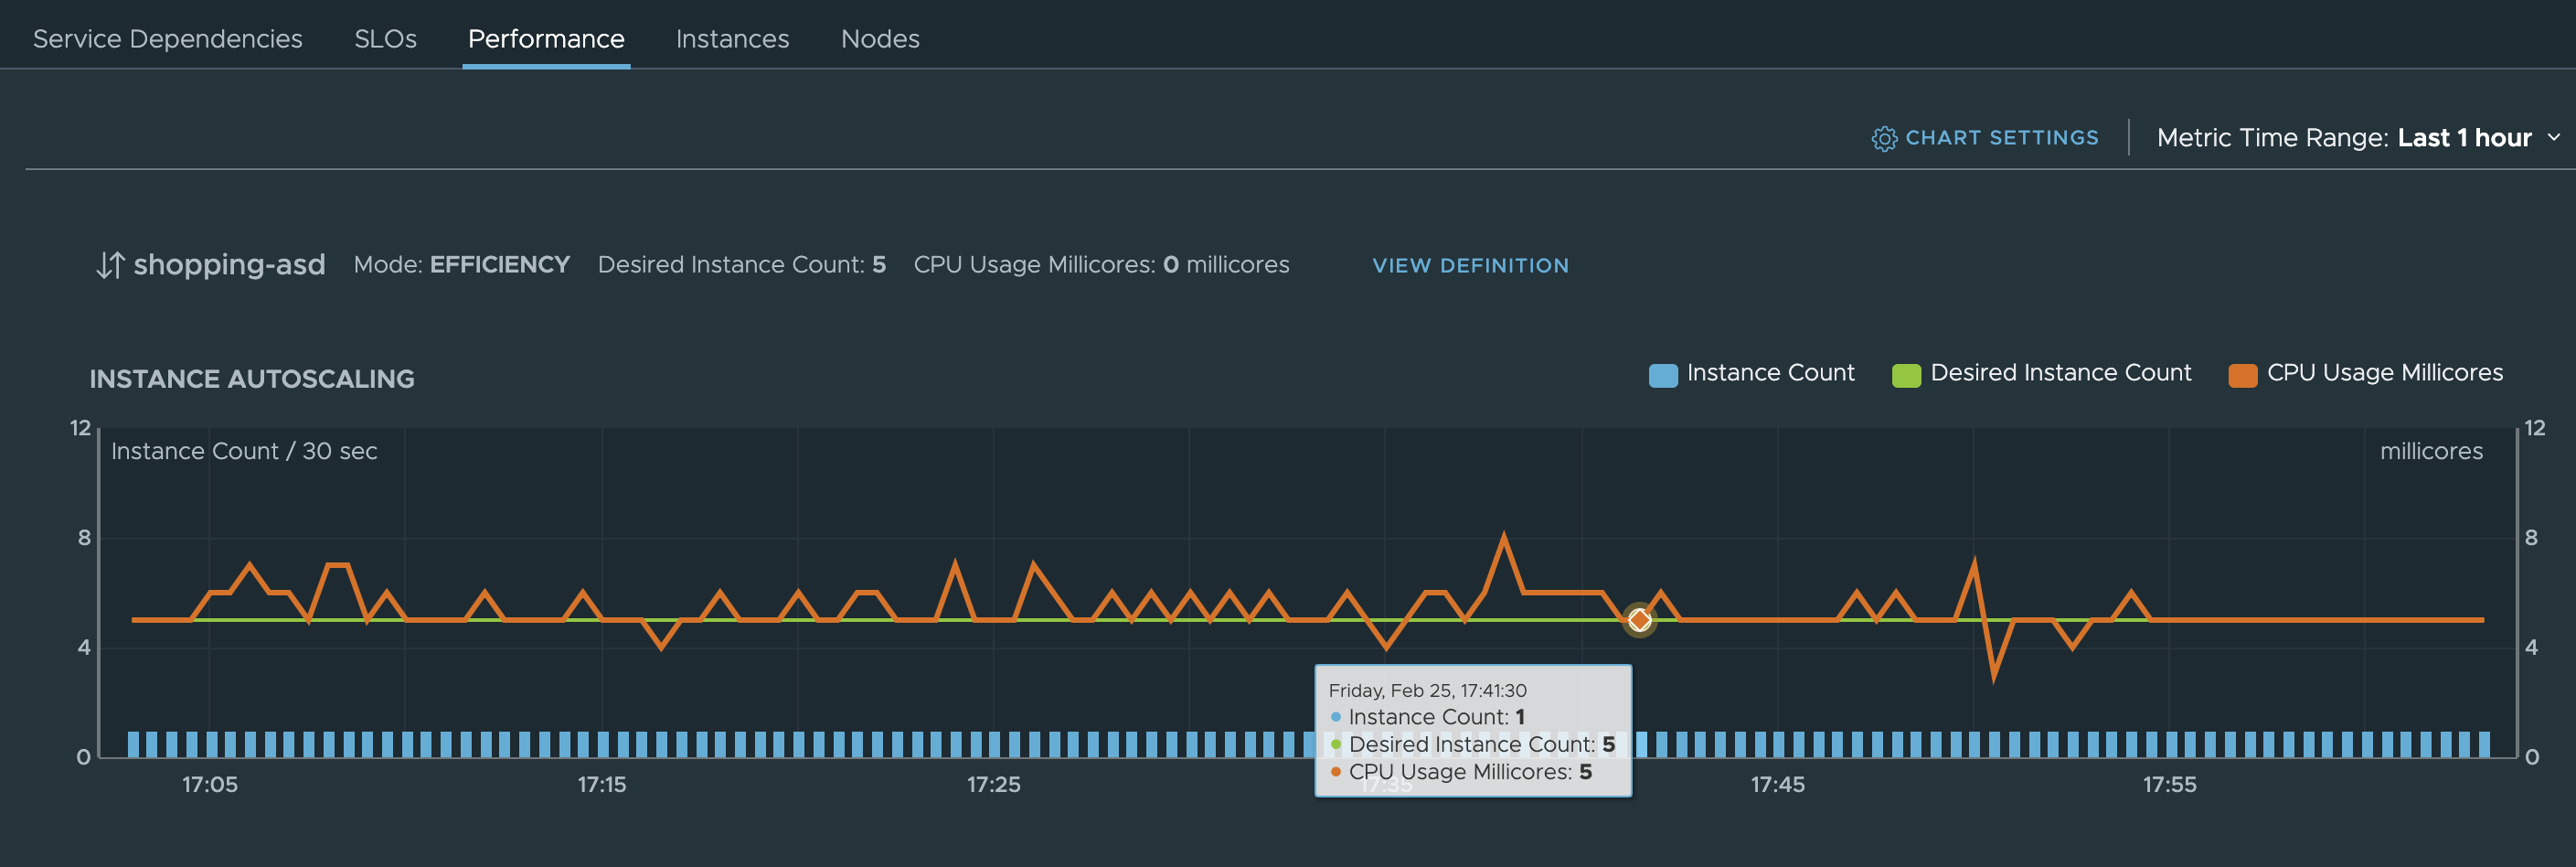 Service Dependencies SLOs Performance Instances Nodes
CHART SETTINGS Metric Time Range: Last 1 hour
shopping-asd Mode: EFFICIENCY Desired Instance Count: 5 CPU Usage Millicores: 0 millicores VIEW DEFINITION
INSTANCE AUTOSCALING
Instance Count Desired Instance Count CPU Usage Millicores
12 12
Instance Count / 30 sec millicores
8 8
4 4
Friday, Feb 25, 17:41:30
Instance Count: 1
Desired Instance Count: 5
CPU Usage Millicores: 5
0 0
17:05 17:15 17:25 17:35 17:45 17:55